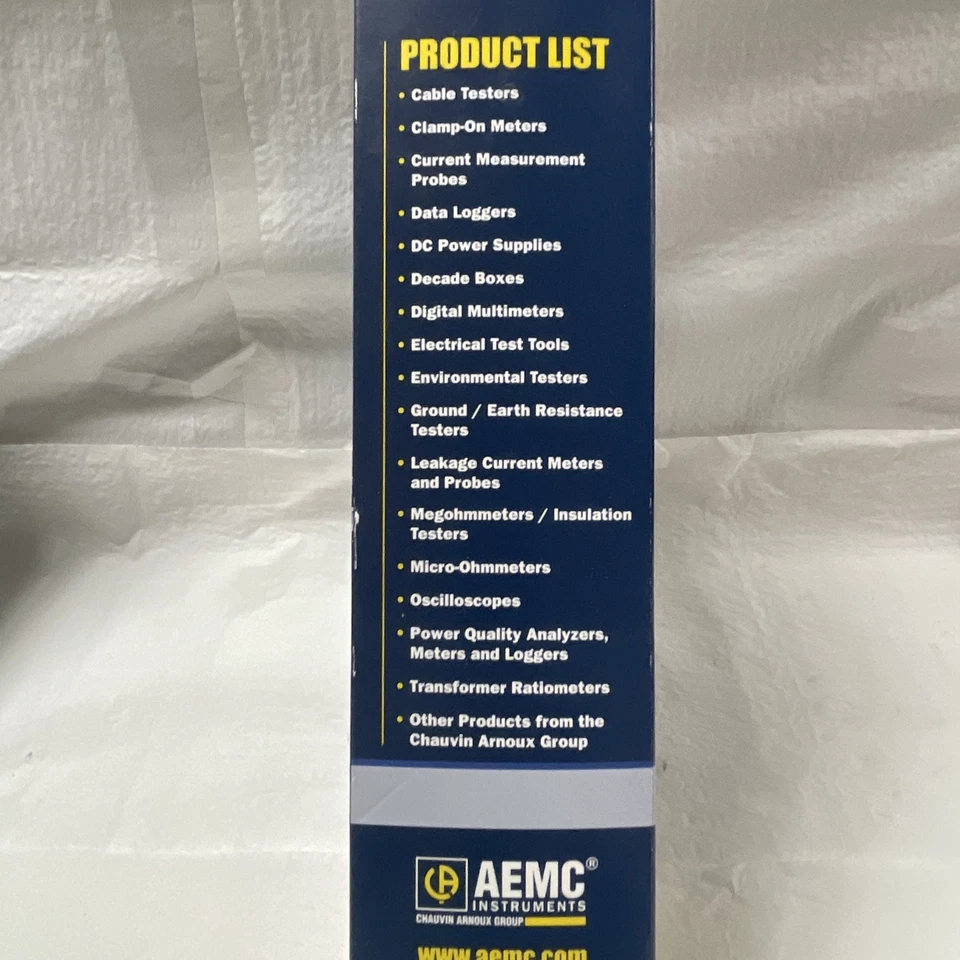 PRODUCT LIST
• Cable Testers
• Clamp-On Meters
• Current Measurement
Probes
• Data Loggers
• DC Power Supplies
• Decade Boxes
• Digital Multimeters
• Electrical Test Tools
• Environmental Testers
• Ground / Earth Resistance
Testers
• Leakage Current Meters
and Probes
• Megohmmeters / Insulation
Testers
• Micro-Ohmmeters
• Oscilloscopes
• Power Quality Analyzers,
Meters and Loggers
• Transformer Ratiometers
• Other Products from the
Chauvin Arnoux Group
CA AEMC®
INSTRUMENTS
CHAUVIN ARNOUX GROUP
www.aemc.com